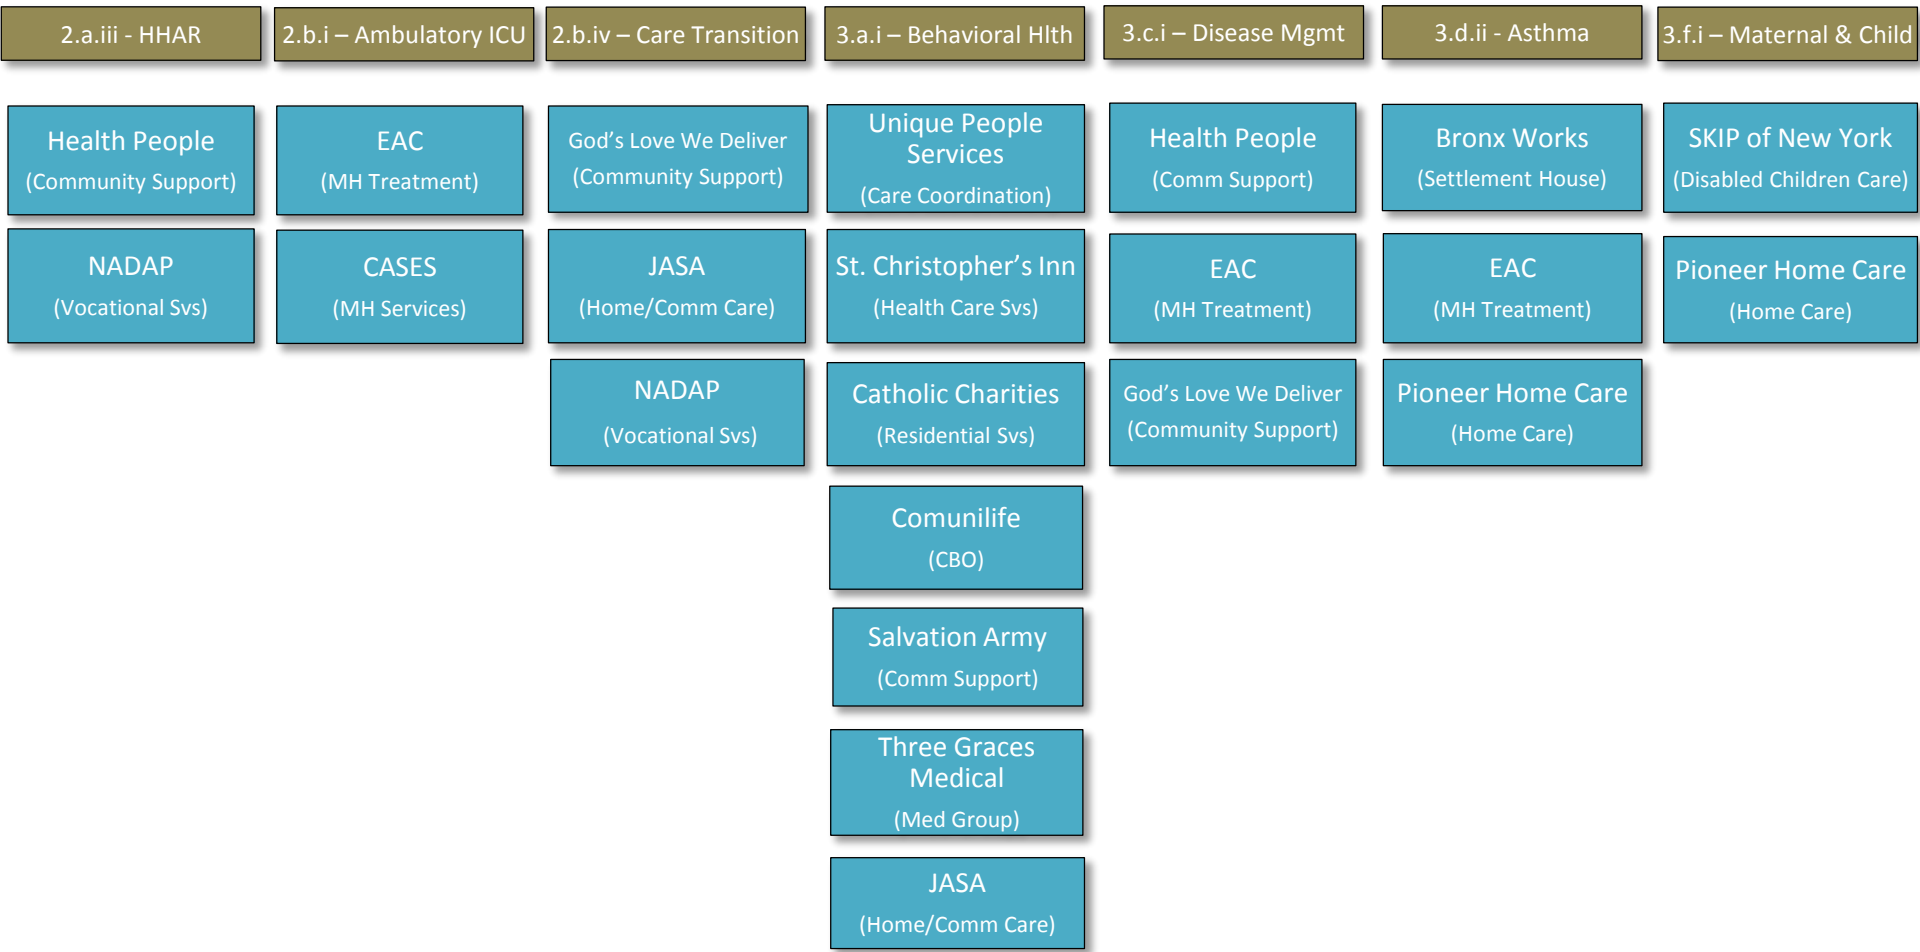 2.a.iii - HHAR
2.b.i – Ambulatory ICU
2.b.iv – Care Transition
3.a.i – Behavioral Hlth
3.c.i – Disease Mgmt
3.d.ii - Asthma
3.f.i – Maternal & Child
Health People
(Community Support)
NADAP
(Vocational Svs)
EAC
(MH Treatment)
CASES
(MH Services)
God's Love We Deliver
(Community Support)
JASA
(Home/Comm Care)
NADAP
(Vocational Svs)
Unique People
Services
(Care Coordination)
St. Christopher's Inn
(Health Care Svs)
Catholic Charities
(Residential Svs)
Comunilife
(CBO)
Salvation Army
(Comm Support)
Three Graces
Medical
(Med Group)
JASA
(Home/Comm Care)
Health People
(Comm Support)
EAC
(MH Treatment)
God's Love We Deliver
(Community Support)
Bronx Works
(Settlement House)
EAC
(MH Treatment)
Pioneer Home Care
(Home Care)
SKIP of New York
(Disabled Children Care)
Pioneer Home Care
(Home Care)